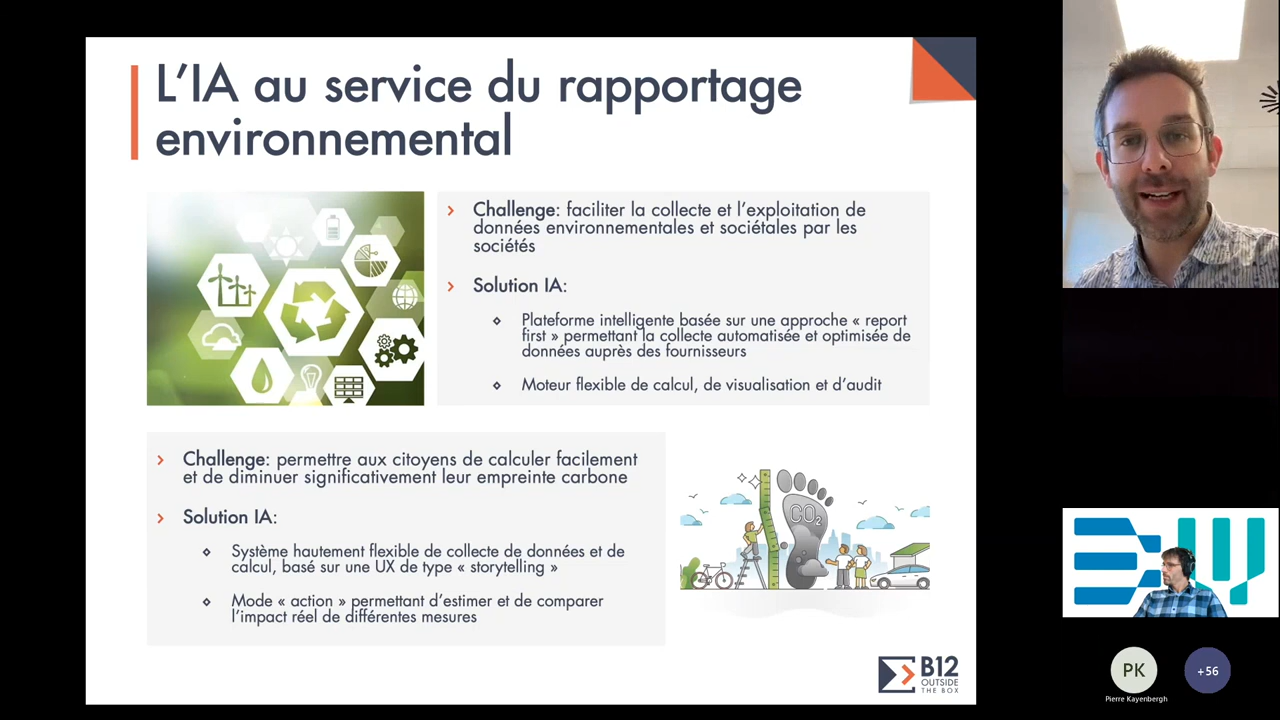 L'IA au service du rapportage
environnemental
Challenge: faciliter la collecte et l'exploitation de
données environnementales et sociétales par les
sociétés
Solution IA:
Plateforme intelligente basée sur une approche « report
first » permettant la collecte automatisée et optimisée de
données auprès des fournisseurs
Moteur flexible de calcul, de visualisation et d'audit
Challenge: permettre aux citoyens de calculer facilement
et de diminuer significativement leur empreinte carbone
Solution IA:
Système hautement flexible de collecte de données et de
calcul, basé sur une UX de type « storytelling »
Mode « action » permettant d'estimer et de comparer
l'impact réel de différentes mesures
CO2
B12
OUTSIDE
THE BOX
PK
+56
Pierre Kayenbergh